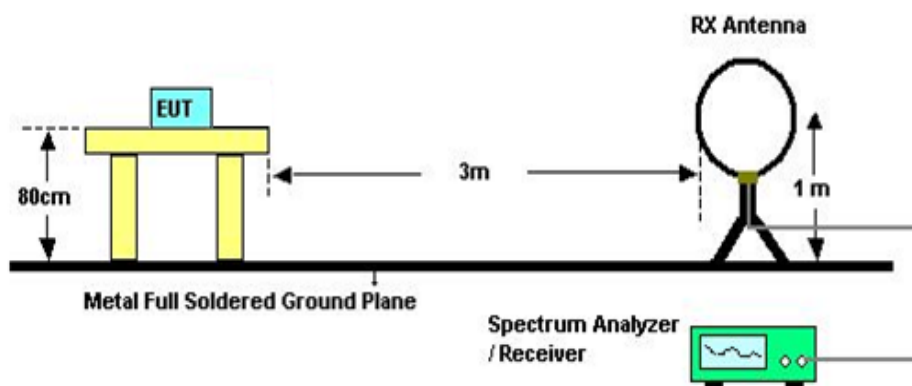 RX Antenna
EUT
80cm
3m
1 m
Metal Full Soldered Ground Plane
Spectrum Analyzer
/ Receiver